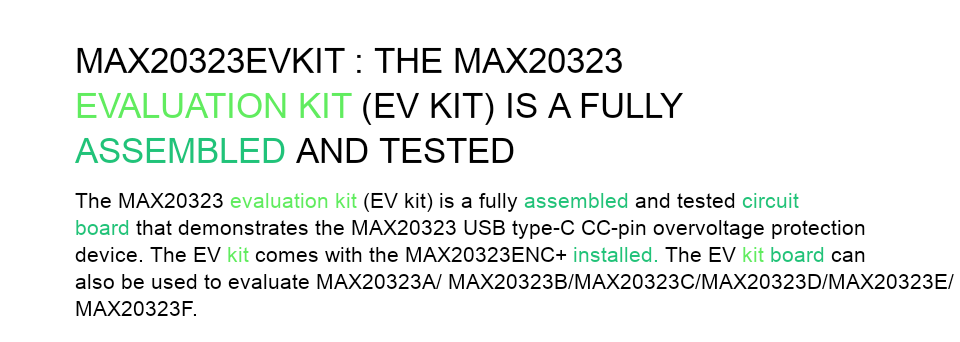 MAX20323EVKIT : THE MAX20323
EVALUATION KIT (EV KIT) IS A FULLY
ASSEMBLED AND TESTED
The MAX20323 evaluation kit (EV kit) is a fully assembled and tested circuit
board that demonstrates the MAX20323 USB type-C CC-pin overvoltage protection
device. The EV kit comes with the MAX20323ENC+ installed. The EV kit board can
also be used to evaluate MAX20323A/ MAX20323B/MAX20323C/MAX20323D/MAX20323E/
MAX20323F.